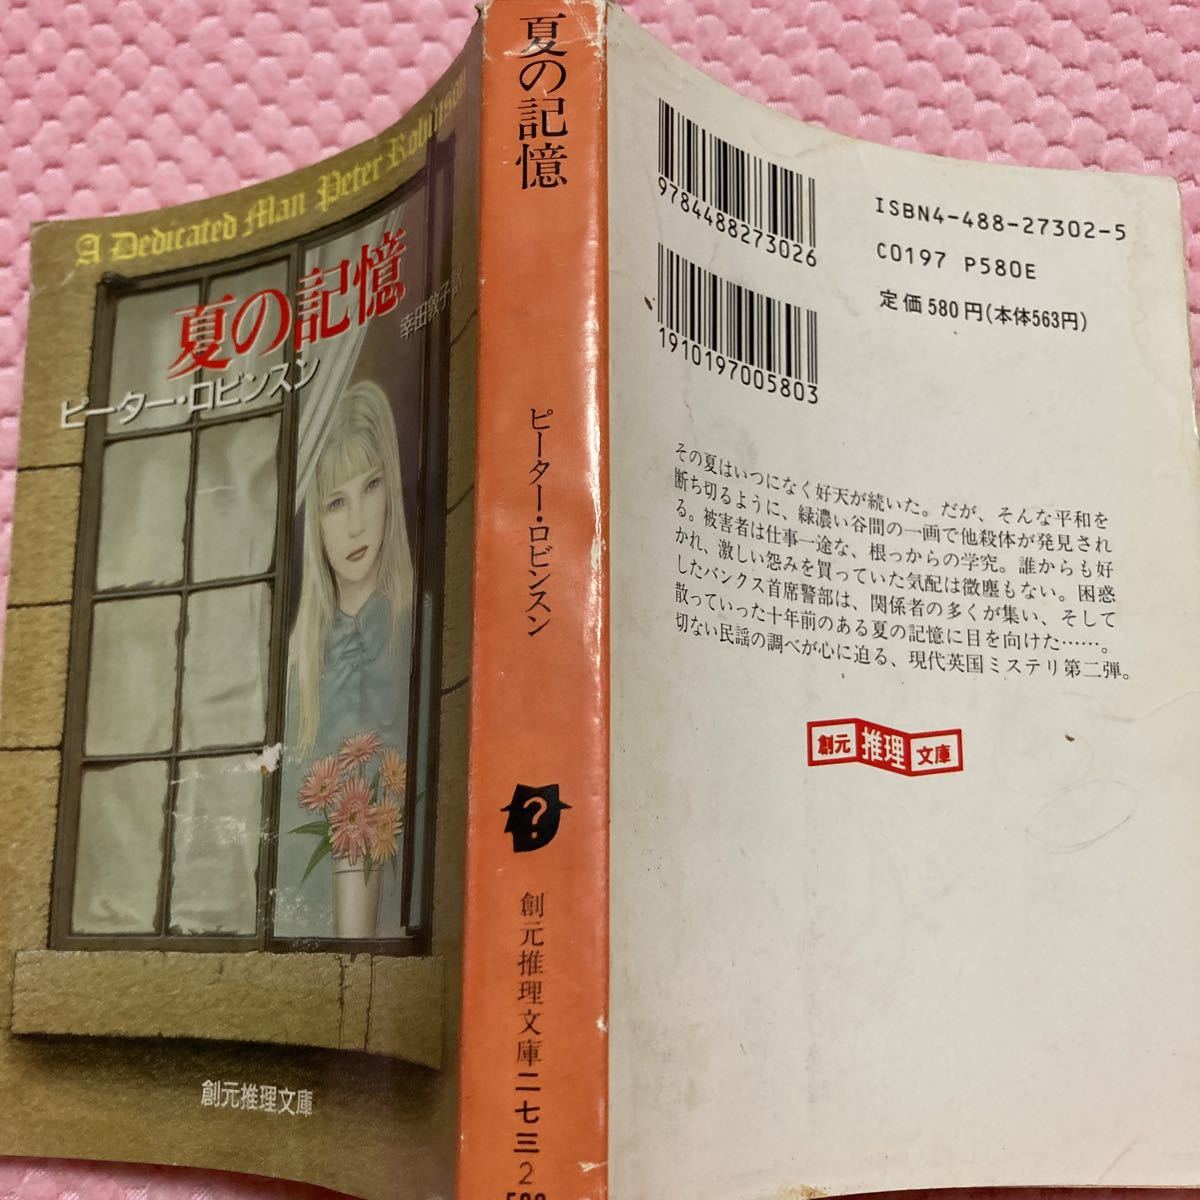 A Dedicated Man Peter Robinson
夏の記憶
幸田敦子訳
ピーター・ロビンスン
創元推理文庫
夏の記憶
ピーター・ロビンスン
?
創元推理文庫二七三
2
580
9784488273026
1910197005803
ISBN4-488-27302-5
C0197 P580E
定価580円(本体563円)
その夏はいつになく好天が続いた。だが、そんな平和を
断ち切るように、緑濃い谷間の一画で他殺体が発見され
る。被害者は仕事一途な、根っからの学究。誰からも好
かれ、激しい怨みを買っていた気配は微塵もない。困惑
したバンクス首席警部は、関係者の多くが集い、そして
散っていった十年前のある夏の記憶に目を向けた……。
切ない民謡の調べが心に迫る、現代英国ミステリ第二弾。
創元推理文庫